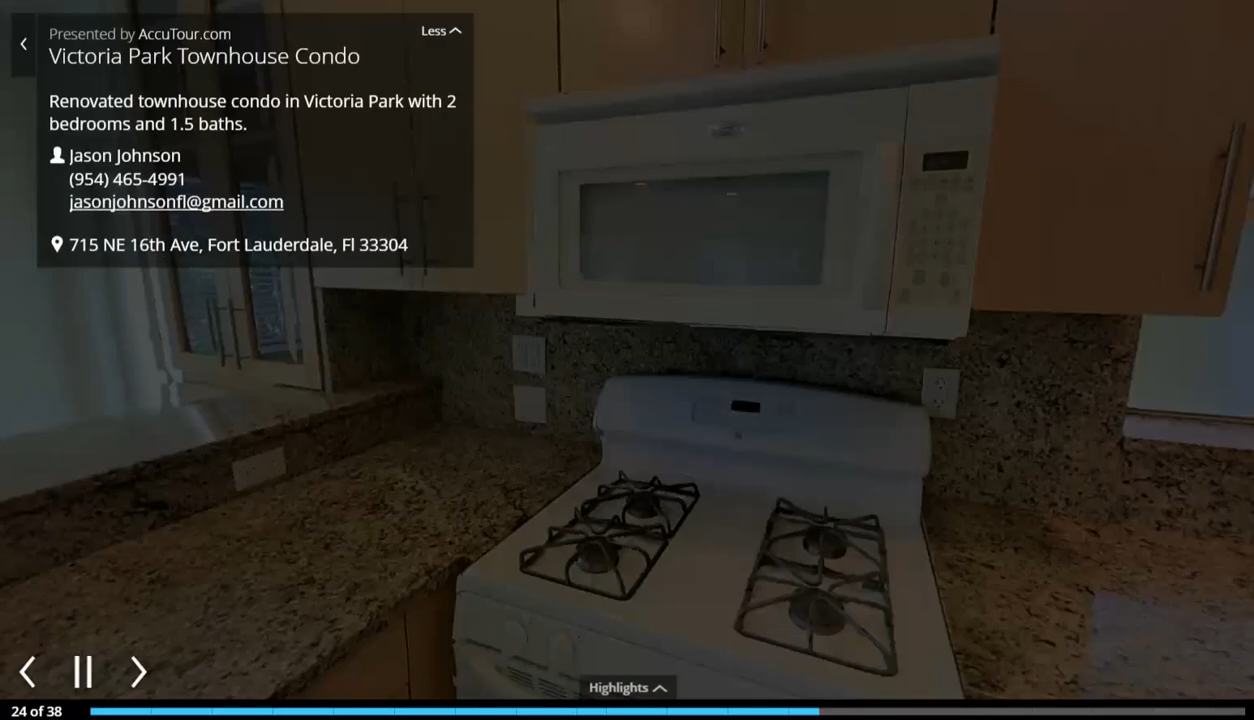 Presented by AccuTour.com
Less
Victoria Park Townhouse Condo
Renovated townhouse condo in Victoria Park with 2
bedrooms and 1.5 baths.
Jason Johnson
(954) 465-4991
jasonjohnsonfl@gmail.com
715 NE 16th Ave, Fort Lauderdale, Fl 33304
Highlights
24 of 38